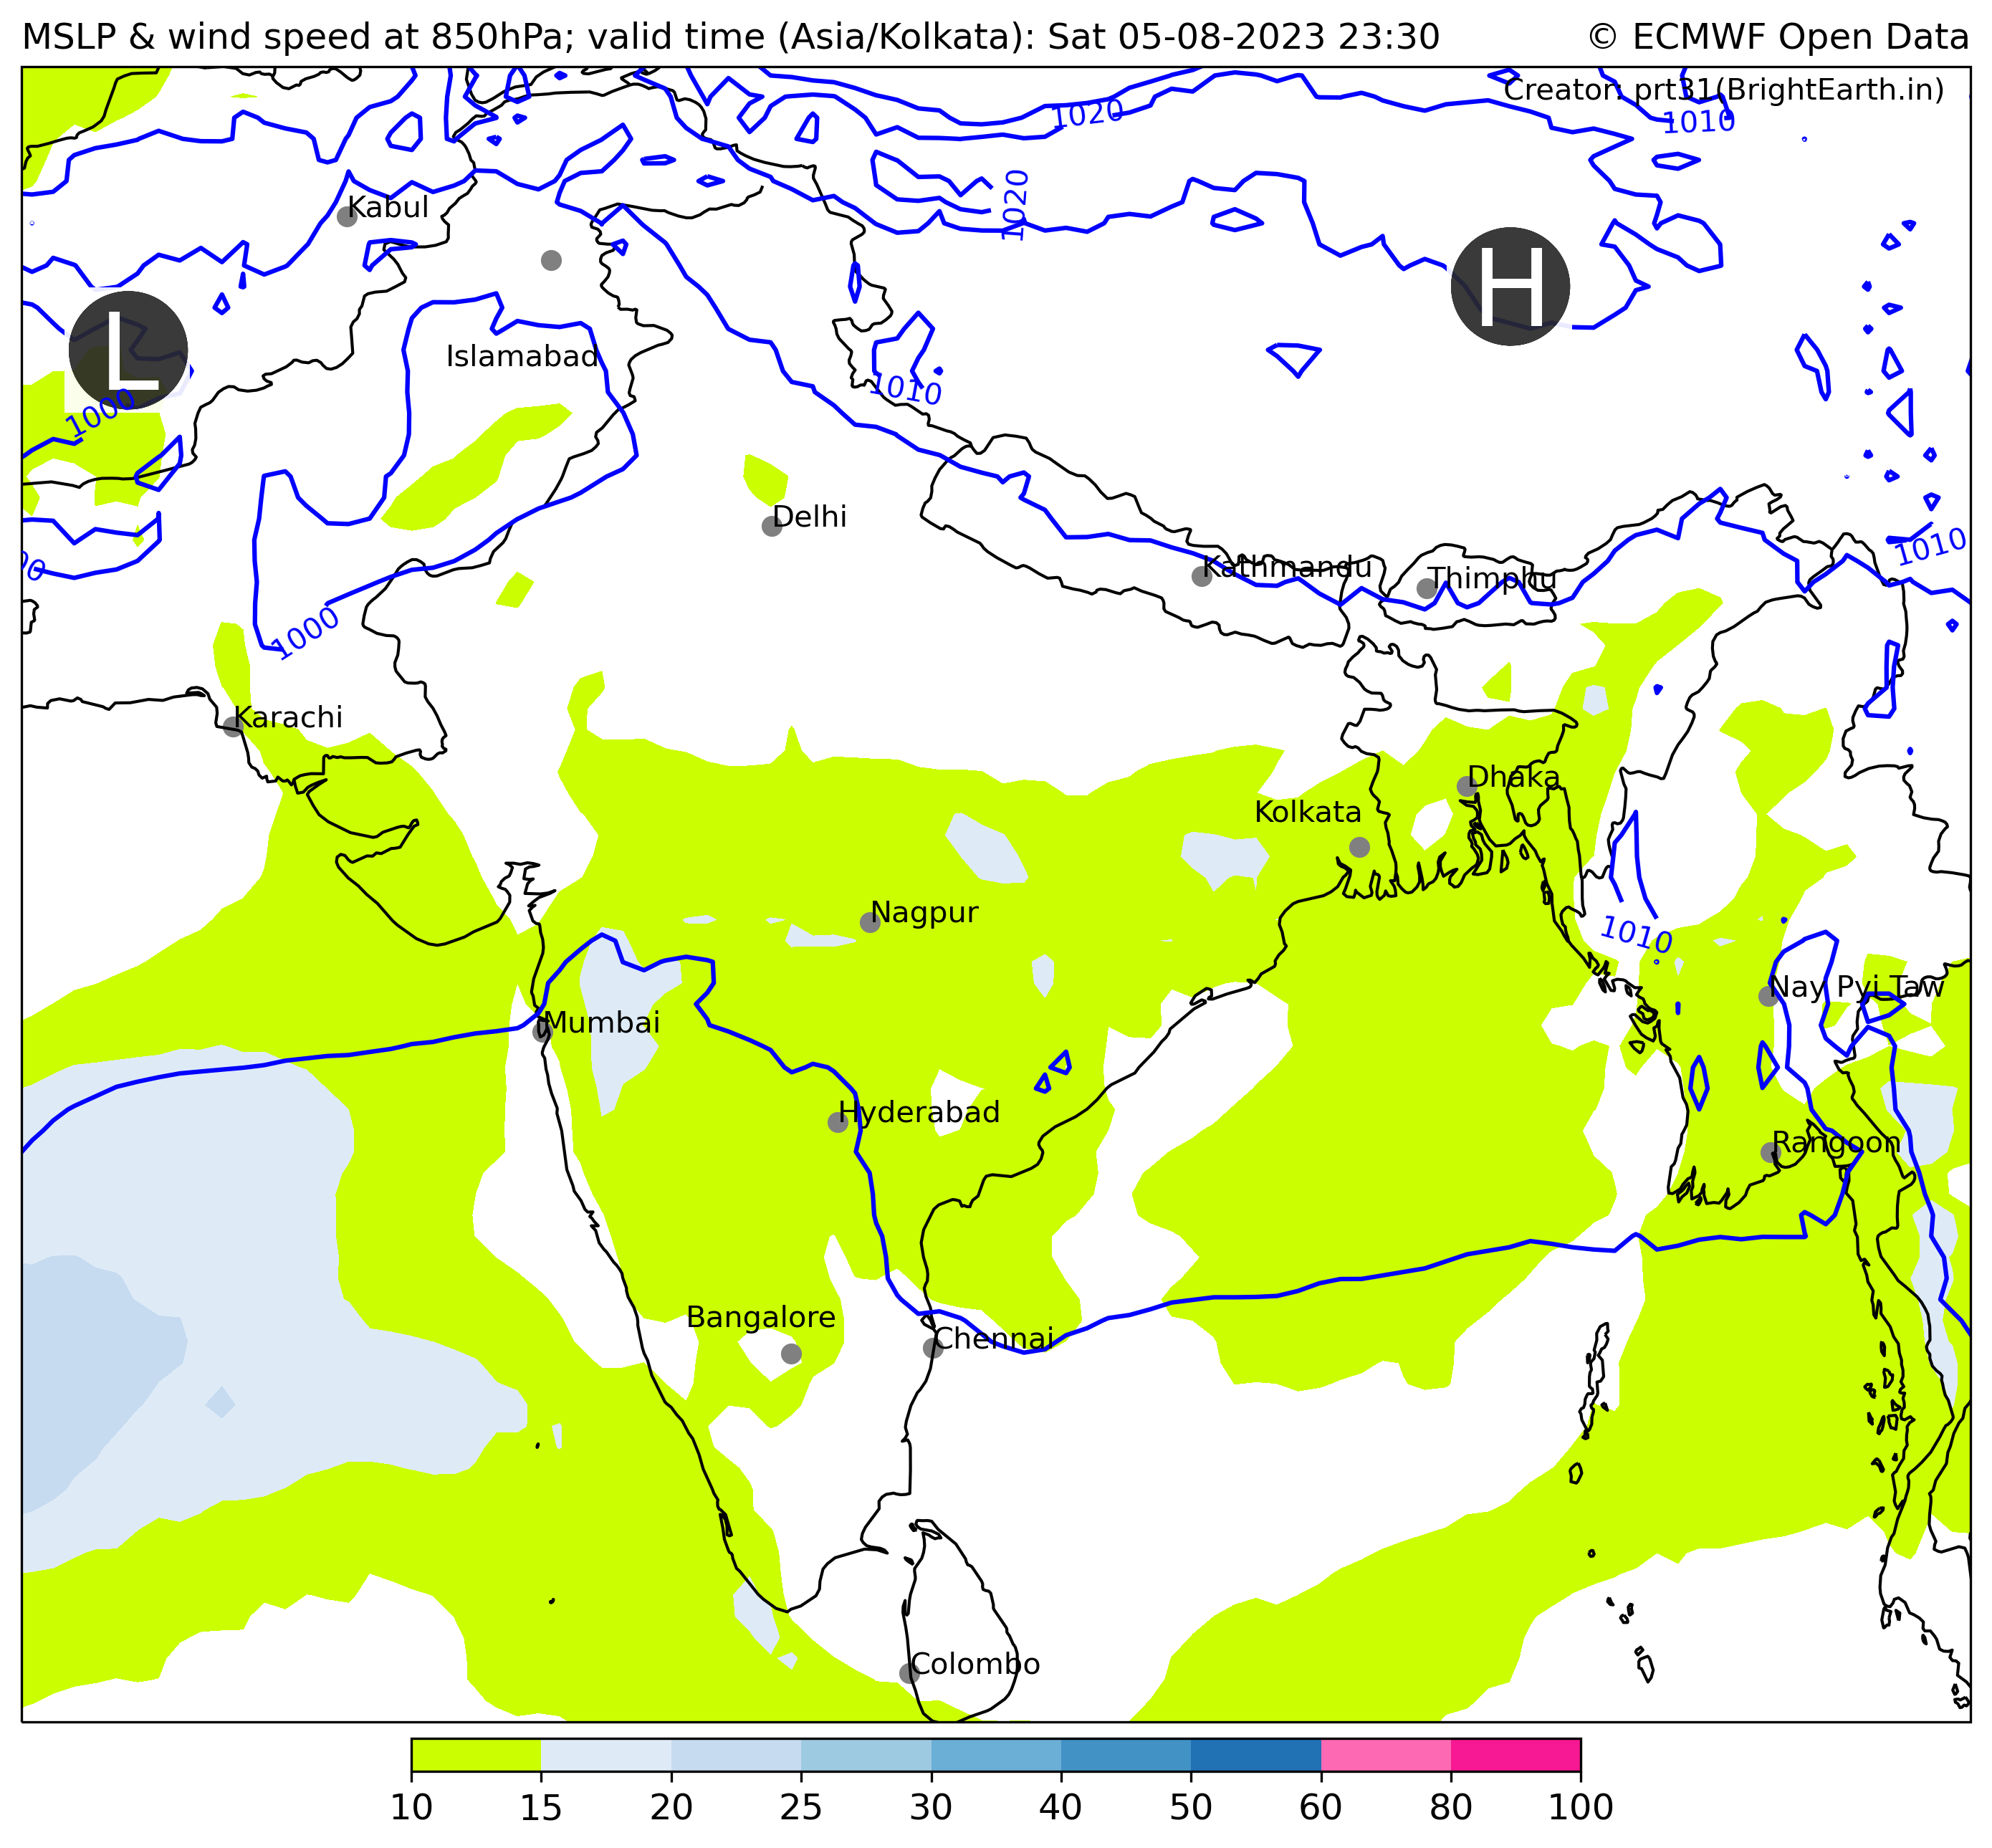 MSLP & wind speed at 850hPa; valid time (Asia/Kolkata): Sat 05-08-2023 23:30
© ECMWF Open Data
Creator: prt31(BrightEarth.in)
1020
1010
1020
Kabul
H
L
Islamabad
1010
1000
Delhi
1010
00
Kathmandu
Thimphu
1000
Karachi
Dhaka
Kolkata
Nagpur
1010
Nay Pyi Taw
Mumbai
Hyderabad
Rangoon
Bangalore
Chennai
Colombo
10 15 20 25 30 40 50 60 80 100